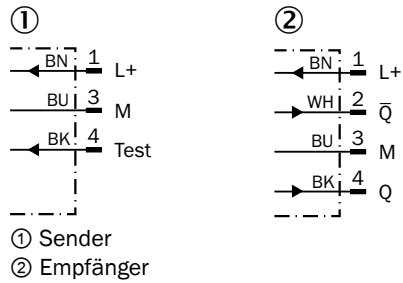 ① ②
BN 1 L+
BU 3 M
BK 4 Test
BN 1 L+
WH 2 Q̅
BU 3 M
BK 4 Q
① Sender
② Empfänger